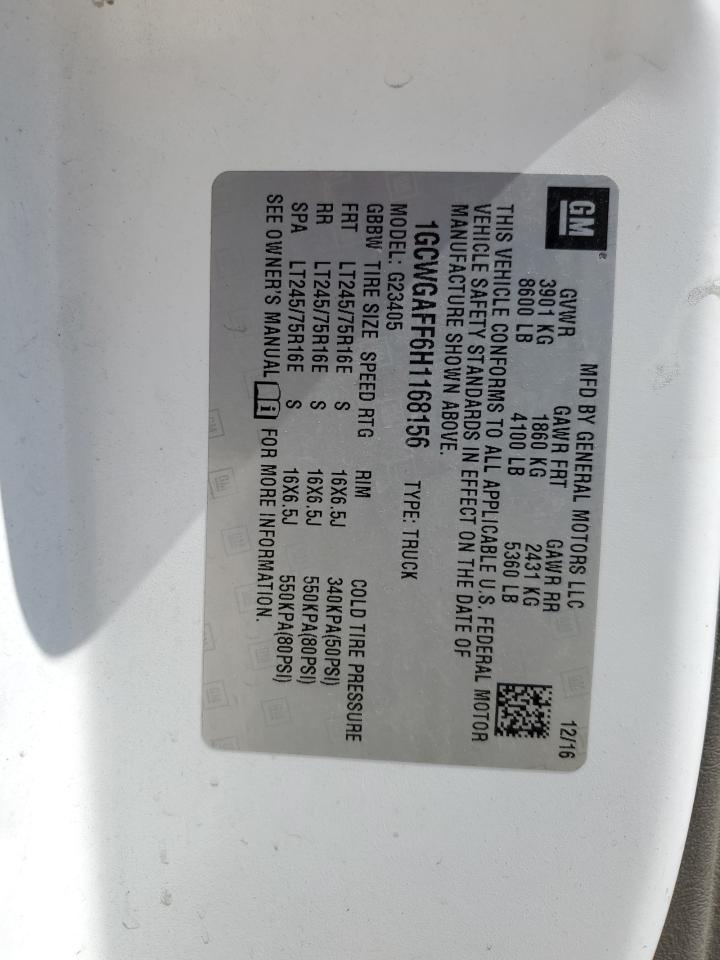 GM®
MFD BY GENERAL MOTORS LLC 12/16
GVWR GAWR FRT GAWR RR
3901 KG 1860 KG 2431 KG
8600 LB 4100 LB 5360 LB
THIS VEHICLE CONFORMS TO ALL APPLICABLE U.S. FEDERAL MOTOR
VEHICLE SAFETY STANDARDS IN EFFECT ON THE DATE OF
MANUFACTURE SHOWN ABOVE.
1GCWGAFF6H1168156 TYPE: TRUCK
MODEL: G23405
GBBW TIRE SIZE SPEED RTG RIM COLD TIRE PRESSURE
FRT LT245/75R16E S 16X6.5J 340KPA(50PSI)
RR LT245/75R16E S 16X6.5J 550KPA(80PSI)
SPA LT245/75R16E S 16X6.5J 550KPA(80PSI)
SEE OWNER'S MANUAL i FOR MORE INFORMATION.